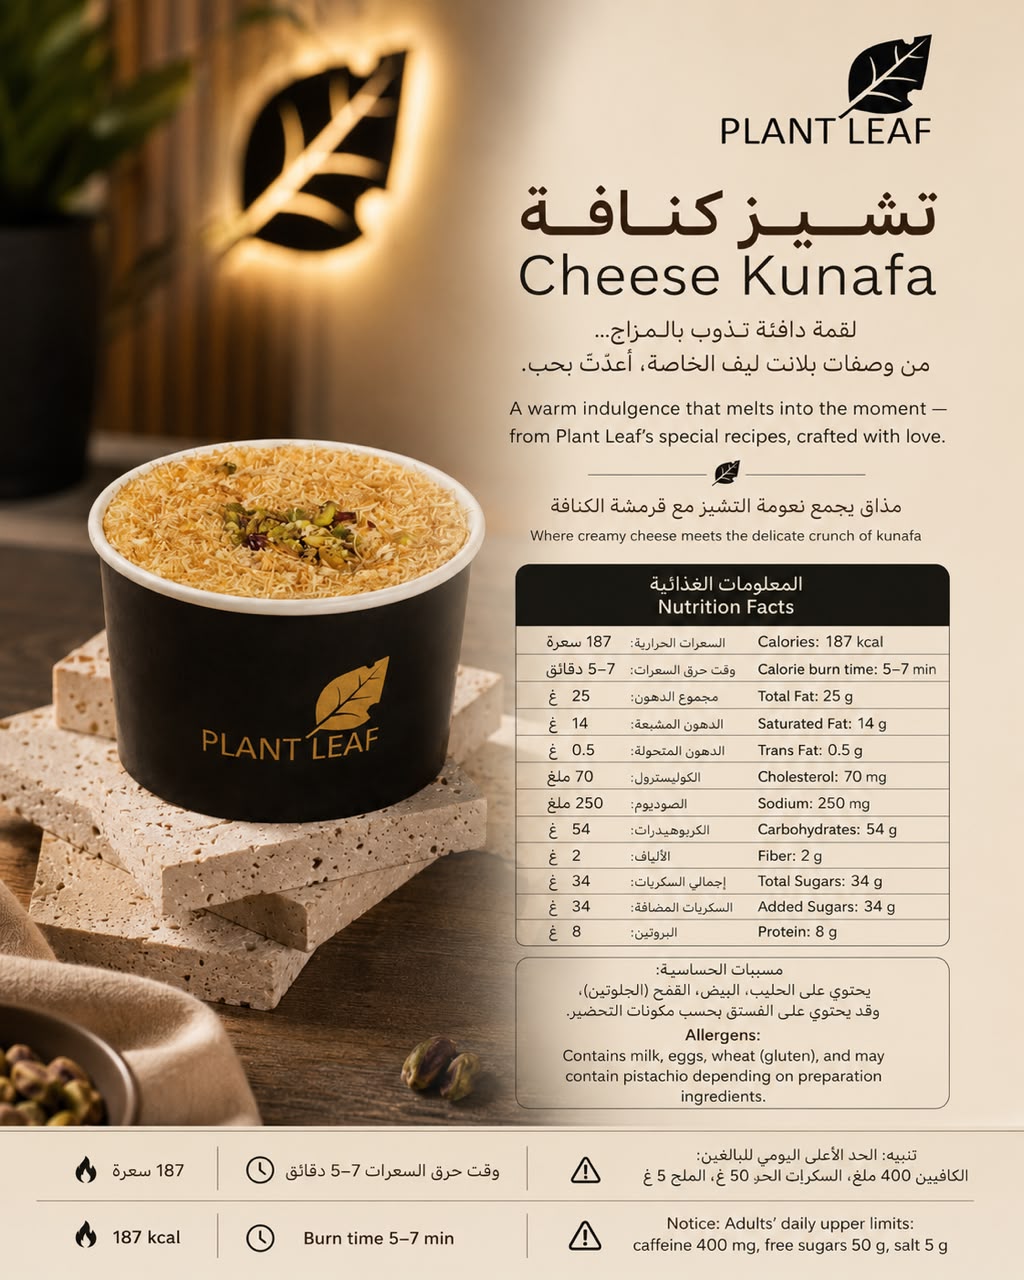 PLANT LEAF
تشيز كنافة
Cheese Kunafa
لقمة دافئة تذوب بالمزاج...
من وصفات بلانت ليف الخاصة، أعدّتّ بحب.
A warm indulgence that melts into the moment —
from Plant Leaf's special recipes, crafted with love.
مذاق يجمع نعومة التشيز مع قرمشة الكنافة
Where creamy cheese meets the delicate crunch of kunafa
PLANT LEAF
المعلومات الغذائية
Nutrition Facts
السعرات الحرارية: 187 سعرة Calories: 187 kcal
وقت حرق السعرات: 5–7 دقائق Calorie burn time: 5–7 min
مجموع الدهون: 25 غ Total Fat: 25 g
الدهون المشبعة: 14 غ Saturated Fat: 14 g
الدهون المتحولة: 0.5 غ Trans Fat: 0.5 g
الكوليسترول: 70 ملغ Cholesterol: 70 mg
الصوديوم: 250 ملغ Sodium: 250 mg
الكربوهيدرات: 54 غ Carbohydrates: 54 g
الألياف: 2 غ Fiber: 2 g
إجمالي السكريات: 34 غ Total Sugars: 34 g
السكريات المضافة: 34 غ Added Sugars: 34 g
البروتين: 8 غ Protein: 8 g
مسببات الحساسية:
يحتوي على الحليب، البيض، القمح (الجلوتين)،
وقد يحتوي على الفستق بحسب مكونات التحضير.
Allergens:
Contains milk, eggs, wheat (gluten), and may
contain pistachio depending on preparation
ingredients.
187 سعرة
وقت حرق السعرات 7–5 دقائق
تنبيه: الحد الأعلى اليومي للبالغين:
الكافيين 400 ملغ، السكرات الحو 50 غ، الملح 5 غ
187 kcal
Burn time 5–7 min
Notice: Adults' daily upper limits:
caffeine 400 mg, free sugars 50 g, salt 5 g